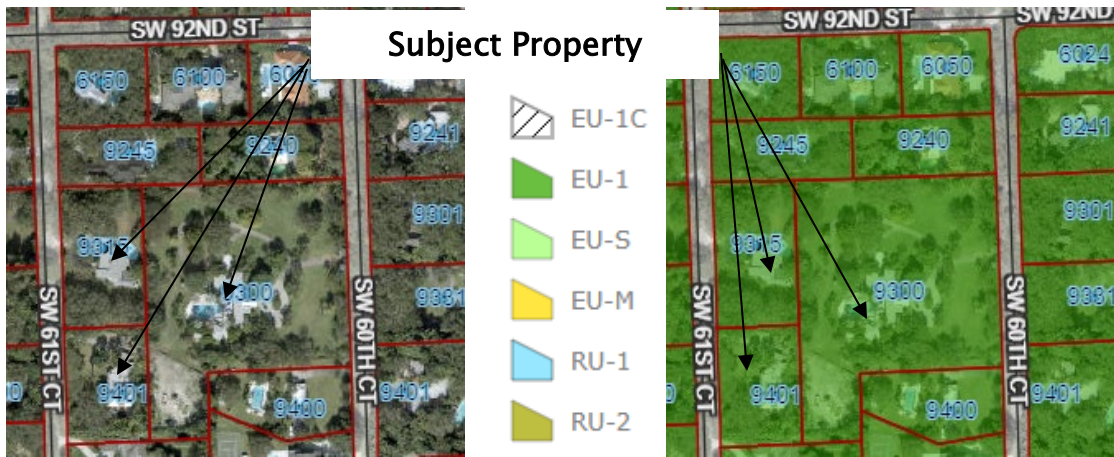 SW 92ND ST
Subject Property
SW 92ND ST
SW 92ND
6150
6100
9245
9240
9241
9301
9315
9300
9381
SW 61ST CT
SW 60TH CT
9401
9400
9401
EU-1C
EU-1
EU-S
EU-M
RU-1
RU-2
6150
6100
6050
6024
9245
9240
9241
9301
9315
9300
9381
SW 61ST CT
SW 60TH CT
9401
9400
9401